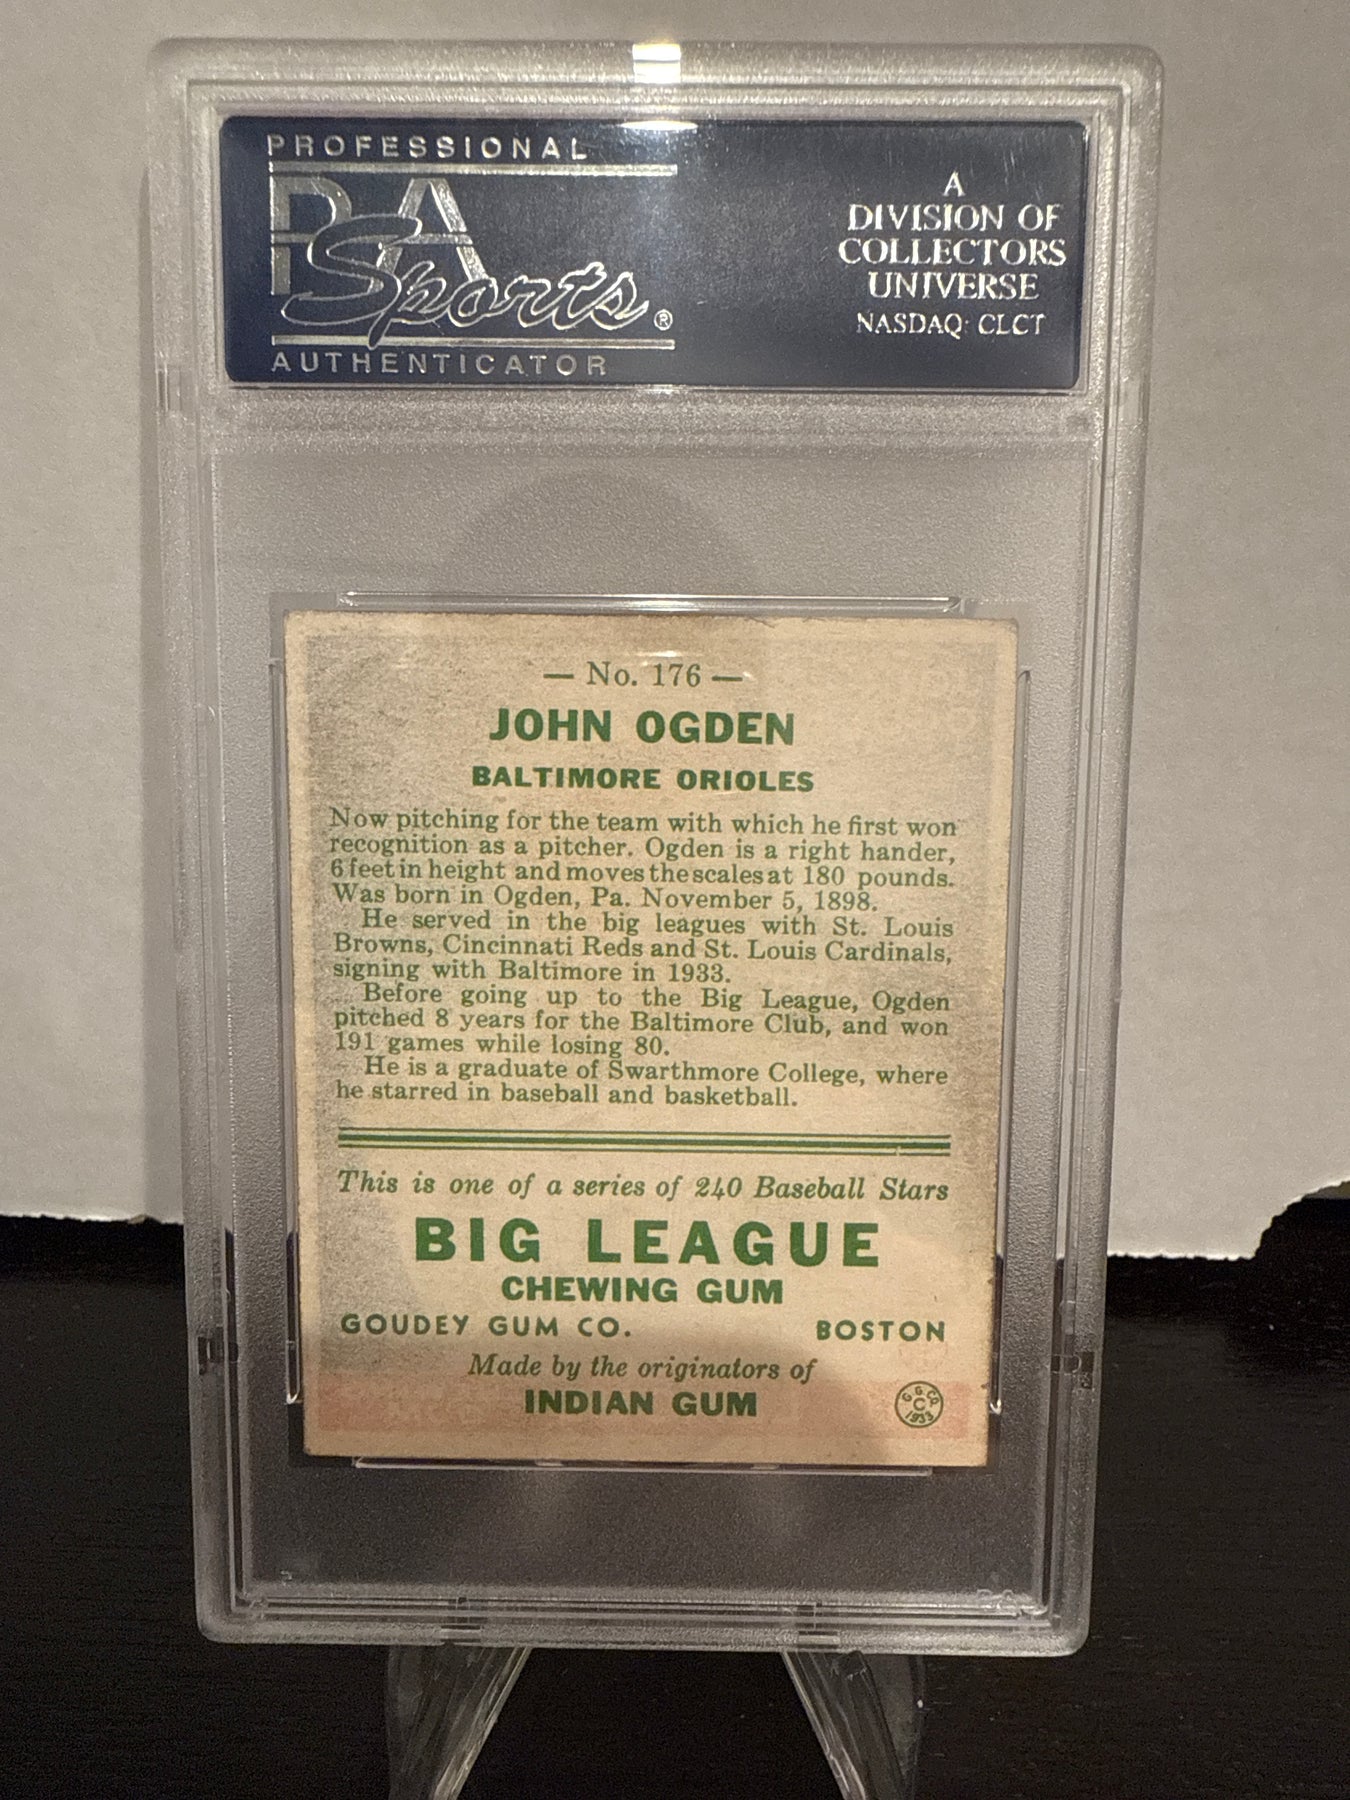 PROFESSIONAL
PSA
Sports®
AUTHENTICATOR
A
DIVISION OF
COLLECTORS
UNIVERSE
NASDAQ: CLCT
— No. 176 —
JOHN OGDEN
BALTIMORE ORIOLES
Now pitching for the team with which he first won
recognition as a pitcher. Ogden is a right hander,
6 feet in height and moves the scales at 180 pounds.
Was born in Ogden, Pa. November 5, 1898.
He served in the big leagues with St. Louis
Browns, Cincinnati Reds and St. Louis Cardinals,
signing with Baltimore in 1933.
Before going up to the Big League, Ogden
pitched 8 years for the Baltimore Club, and won
191 games while losing 80.
He is a graduate of Swarthmore College, where
he starred in baseball and basketball.
This is one of a series of 240 Baseball Stars
BIG LEAGUE
CHEWING GUM
GOUDEY GUM CO. BOSTON
Made by the originators of
INDIAN GUM
G. G. CO.
C
1933